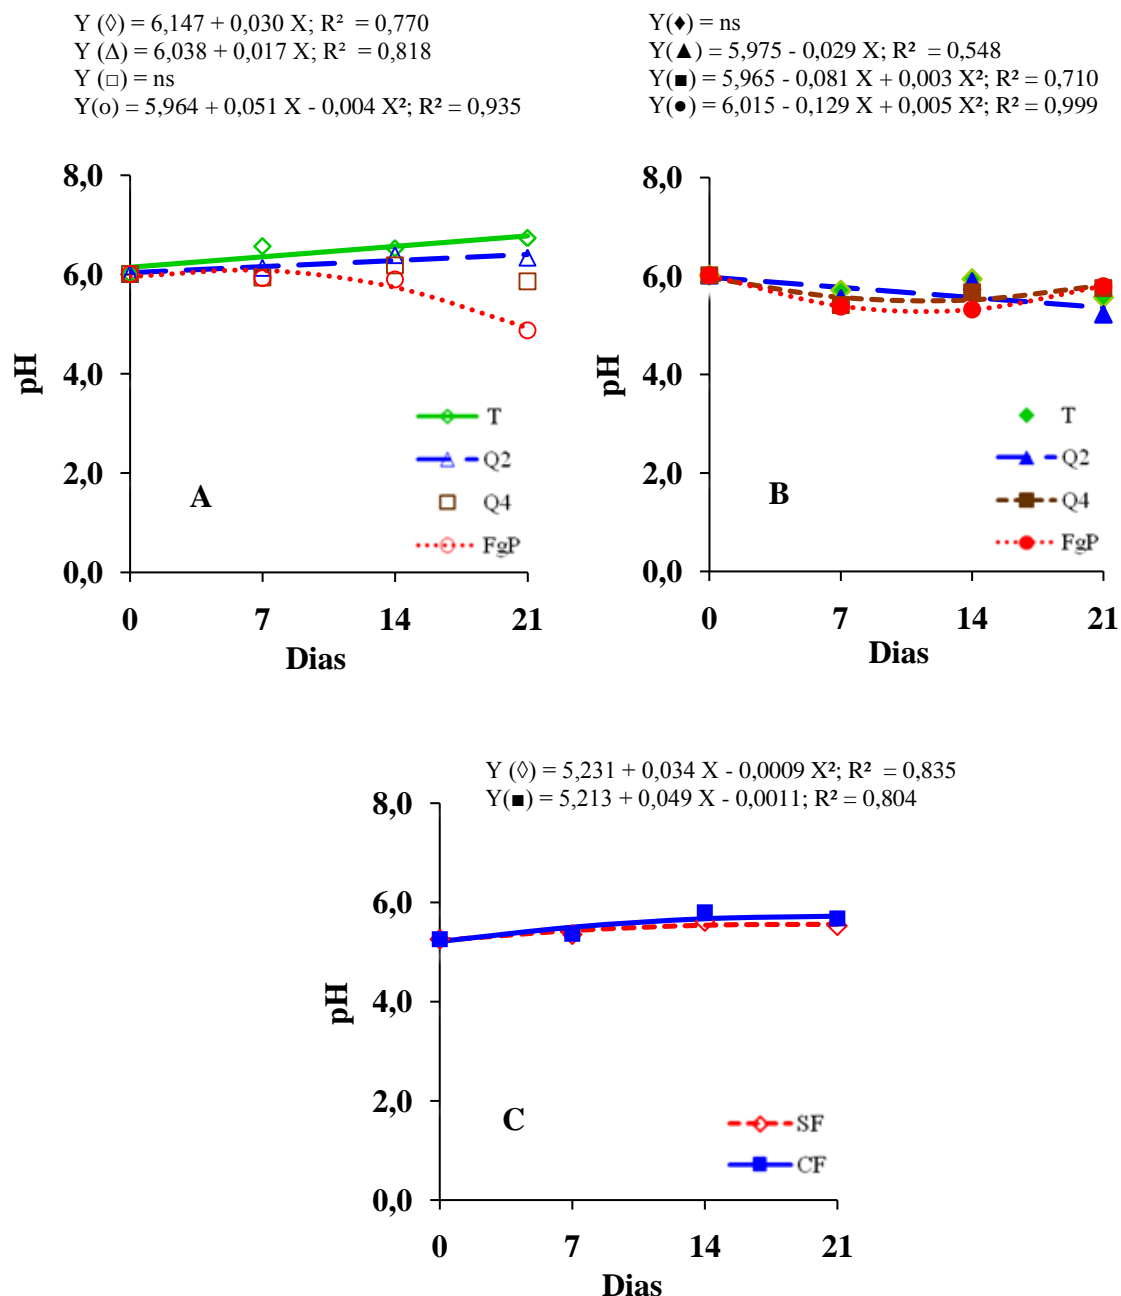 Y (◊) = 6,147 + 0,030 X; R² = 0,770
Y (Δ) = 6,038 + 0,017 X; R² = 0,818
Y (□) = ns
Y(o) = 5,964 + 0,051 X - 0,004 X²; R² = 0,935
Y(♦) = ns
Y(▲) = 5,975 - 0,029 X; R² = 0,548
Y(■) = 5,965 - 0,081 X + 0,003 X²; R² = 0,710
Y(●) = 6,015 - 0,129 X + 0,005 X²; R² = 0,999
8,0
6,0
4,0
2,0
0,0
pH
T
Q2
Q4
FgP
A
0 7 14 21
Dias
8,0
6,0
4,0
2,0
0,0
pH
T
Q2
Q4
FgP
B
0 7 14 21
Dias
Y (◊) = 5,231 + 0,034 X - 0,0009 X²; R² = 0,835
Y(■) = 5,213 + 0,049 X - 0,0011; R² = 0,804
8,0
6,0
4,0
2,0
0,0
pH
C
SF
CF
0 7 14 21
Dias